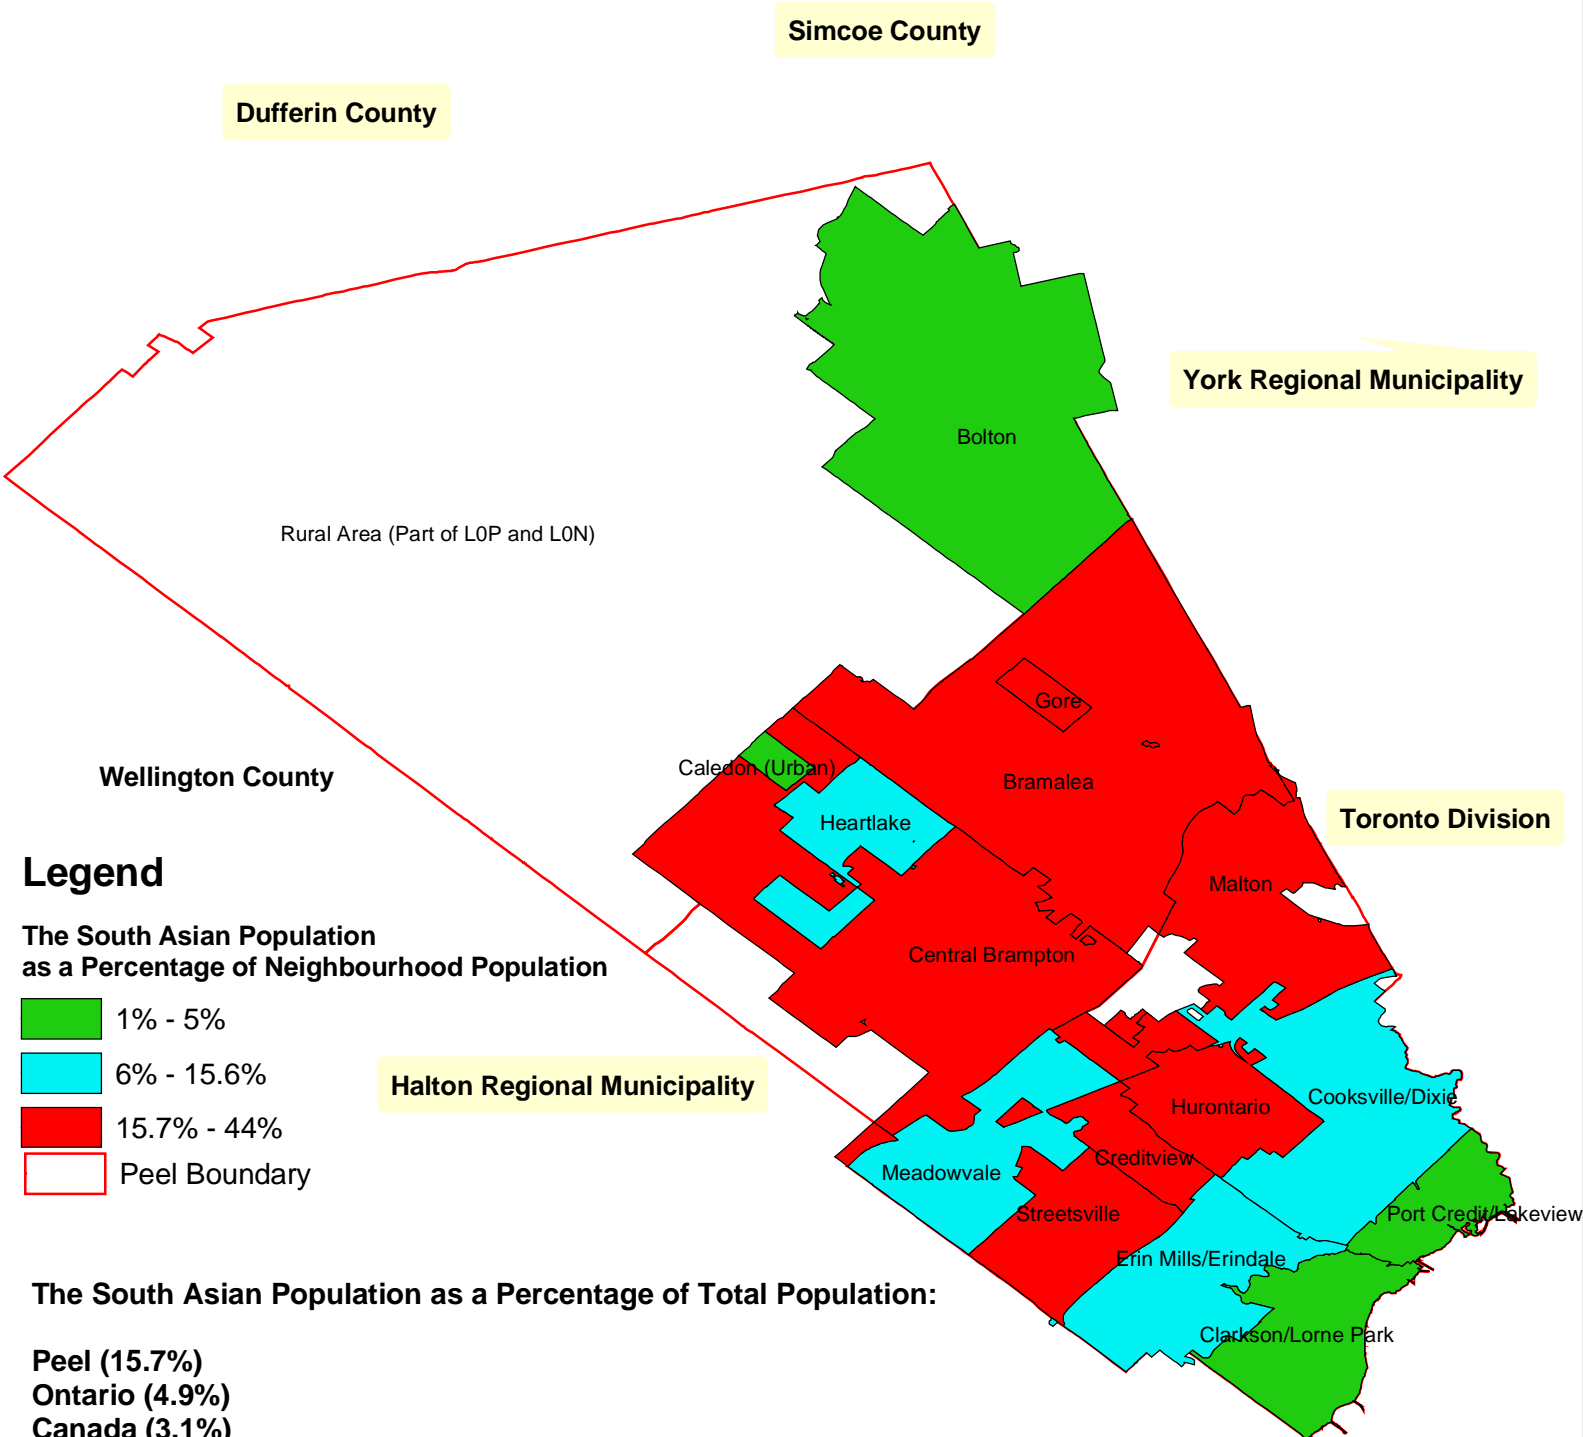 Simcoe County
Dufferin County
York Regional Municipality
Bolton
Rural Area (Part of L0P and L0N)
Gore
Caledon (Urban)
Wellington County
Bramalea
Heartlake
Toronto Division
Malton
Central Brampton
Legend
The South Asian Population
as a Percentage of Neighbourhood Population
1% - 5%
6% - 15.6%
15.7% - 44%
Peel Boundary
Halton Regional Municipality
Cooksville/Dixie
Hurontario
Creditview
Meadowvale
Streetsville
Port Credit/Lakeview
Erin Mills/Erindale
Clarkson/Lorne Park
The South Asian Population as a Percentage of Total Population:
Peel (15.7%)
Ontario (4.9%)
Canada (3.1%)